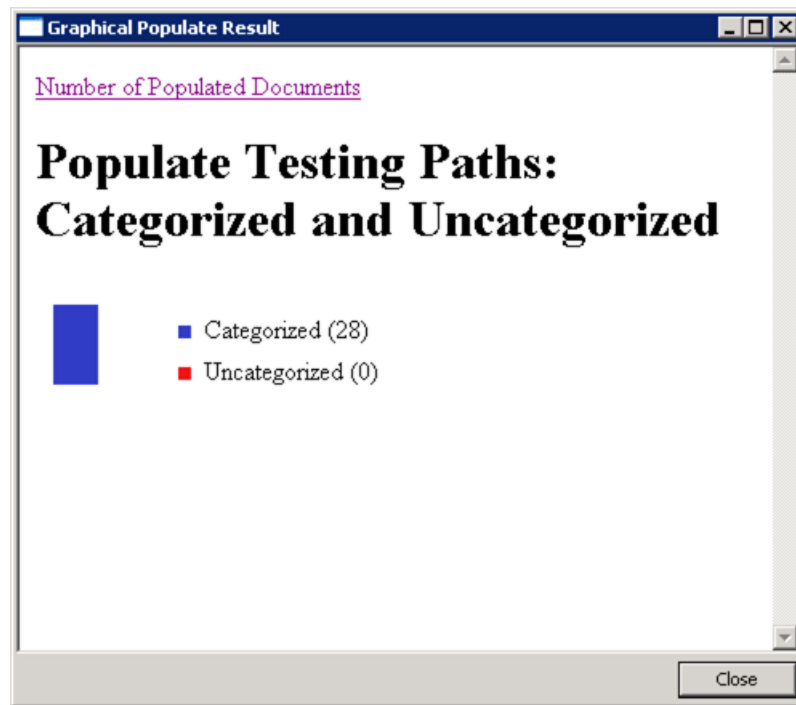 Graphical Populate Result
Number of Populated Documents
Populate Testing Paths:
Categorized and Uncategorized
Categorized (28)
Uncategorized (0)
Close